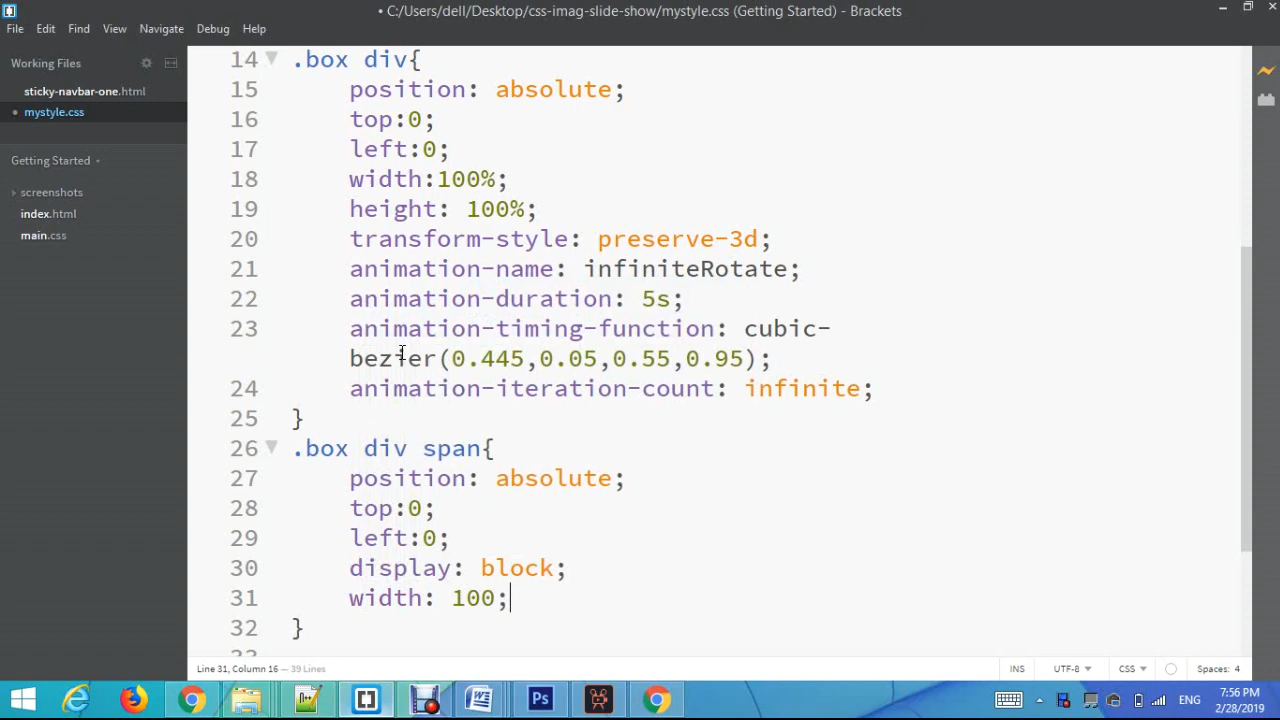 • C:/Users/dell/Desktop/css-imag-slide-show/mystyle.css (Getting Started) - Brackets
File Edit Find View Navigate Debug Help
Working Files
sticky-navbar-one.html
• mystyle.css
Getting Started
screenshots
index.html
main.css
14 .box div{
15 position: absolute;
16 top:0;
17 left:0;
18 width:100%;
19 height: 100%;
20 transform-style: preserve-3d;
21 animation-name: infiniteRotate;
22 animation-duration: 5s;
23 animation-timing-function: cubic-
bezier(0.445,0.05,0.55,0.95);
24 animation-iteration-count: infinite;
25 }
26 .box div span{
27 position: absolute;
28 top:0;
29 left:0;
30 display: block;
31 width: 100;
32 }
33
Line 31, Column 16 — 39 Lines
INS UTF-8 CSS Spaces: 4
ENG
7:56 PM
2/28/2019